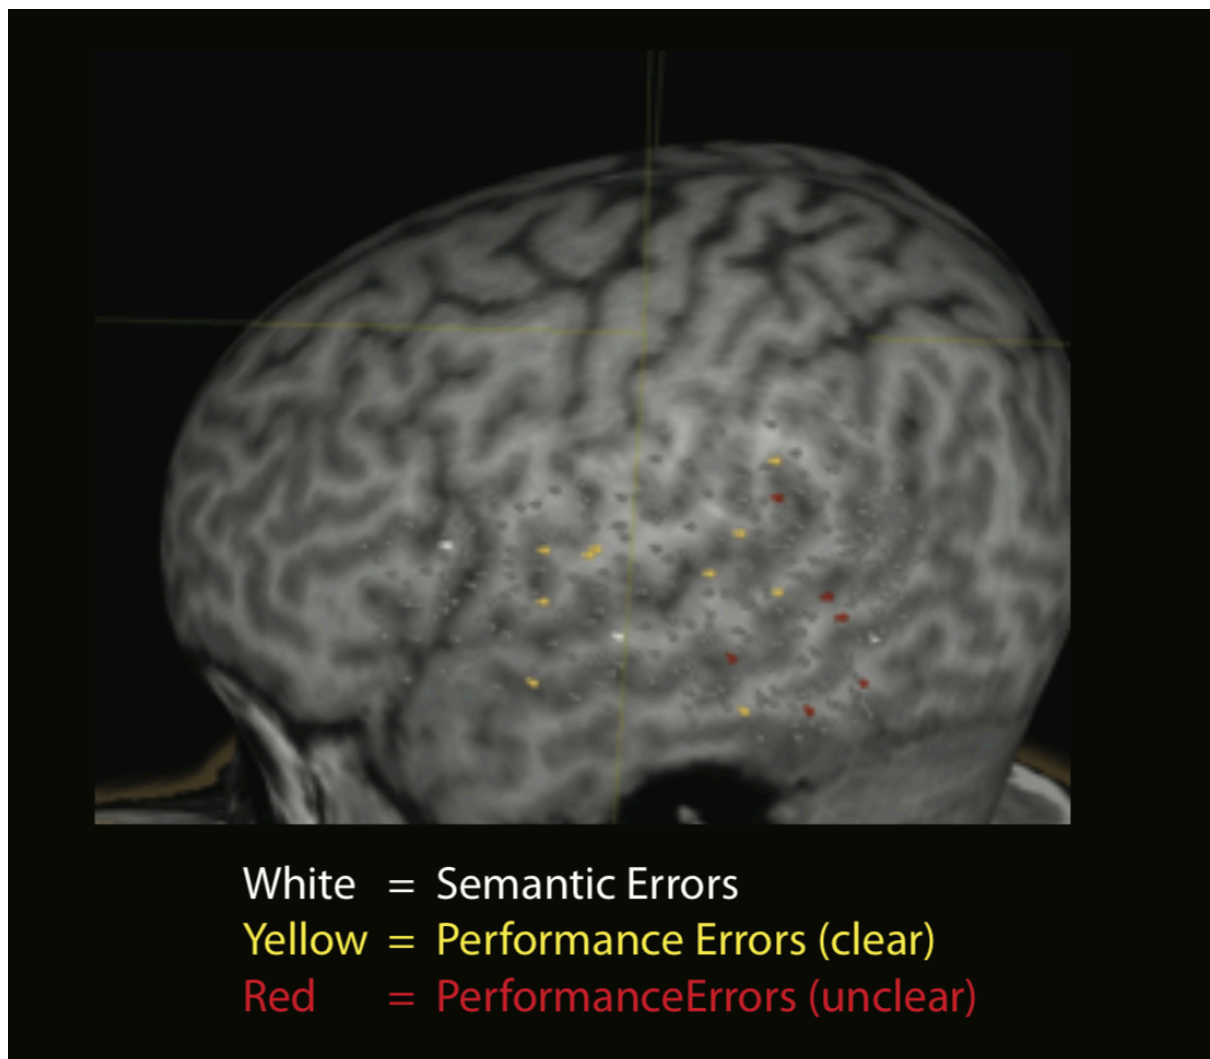 White = Semantic Errors
Yellow = Performance Errors (clear)
Red = PerformanceErrors (unclear)